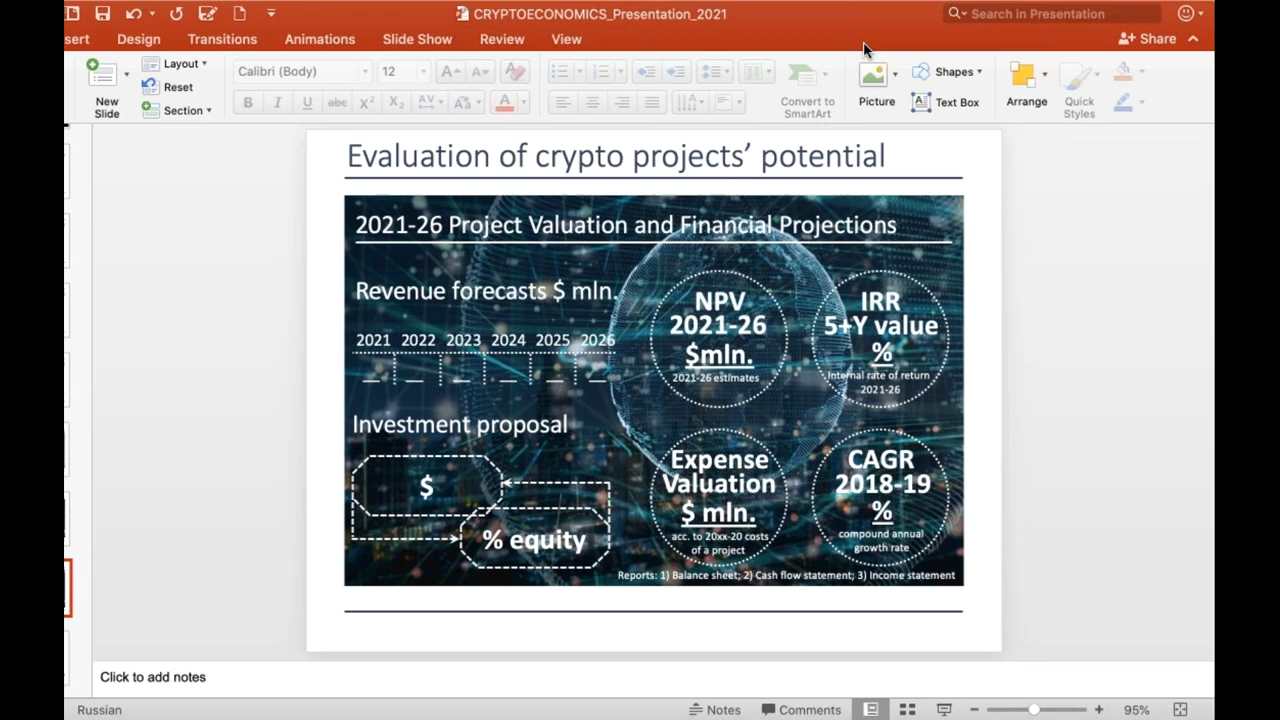 CRYPTOECONOMICS_Presentation_2021
Search in Presentation
sert Design Transitions Animations Slide Show Review View
Share
New
Slide
Layout
Reset
Section
Calibri (Body)
12
B I U abc X² X₂ AV Aa A
Convert to
SmartArt
Picture
Shapes
Text Box
Arrange
Quick
Styles
Evaluation of crypto projects’ potential
2021-26 Project Valuation and Financial Projections
Revenue forecasts $ mln.
2021 2022 2023 2024 2025 2026
Investment proposal
$
% equity
NPV
2021-26
$mln.
2021-26 estimates
IRR
5+Y value
%
Internal rate of return
2021-26
Expense
Valuation
$ mln.
acc. to 20xx-20 costs
of a project
CAGR
2018-19
%
compound annual
growth rate
Reports: 1) Balance sheet; 2) Cash flow statement; 3) Income statement
Click to add notes
Russian
Notes
Comments
95%